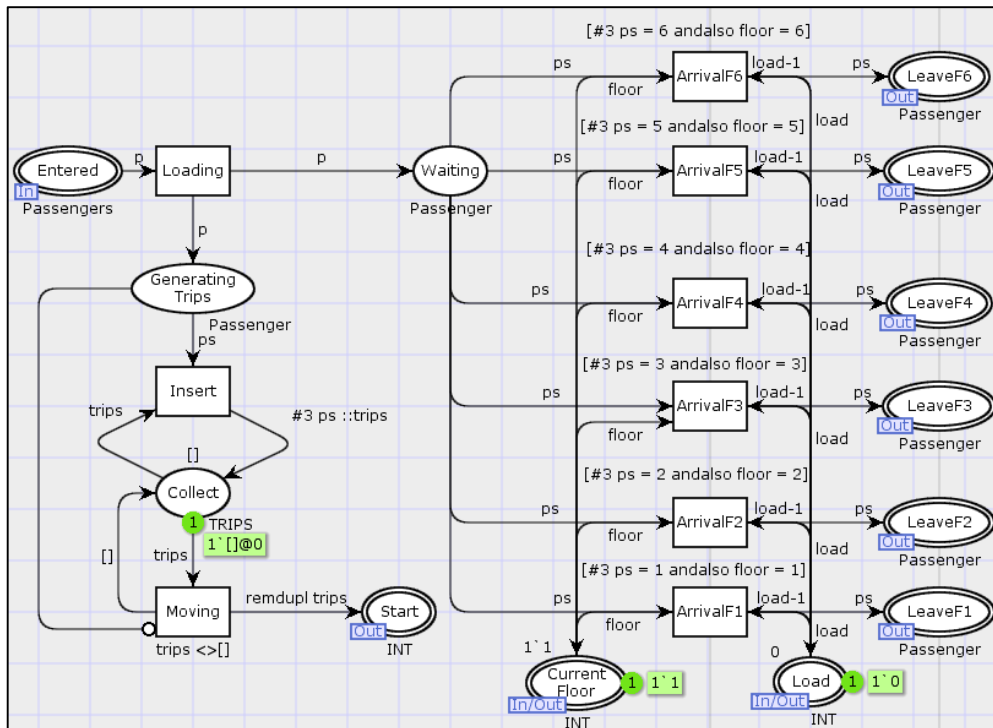 [#3 ps = 6 andalso floor = 6]
ps
floor
ArrivalF6
load-1
ps
LeaveF6
Out
Passenger
load
[#3 ps = 5 andalso floor = 5]
Entered
In
Passengers
p
Loading
p
Waiting
Passenger
ps
floor
ArrivalF5
load-1
ps
LeaveF5
Out
Passenger
load
p
[#3 ps = 4 andalso floor = 4]
Generating
Trips
Passenger
ps
ps
floor
ArrivalF4
load-1
ps
LeaveF4
Out
Passenger
load
Insert
trips
#3 ps ::trips
[#3 ps = 3 andalso floor = 3]
ps
floor
ArrivalF3
load-1
ps
LeaveF3
Out
Passenger
load
[]
Collect
1
TRIPS
1`[]@0
[#3 ps = 2 andalso floor = 2]
ps
floor
ArrivalF2
load-1
ps
LeaveF2
Out
Passenger
load
[]
trips
Moving
trips <>[]
remdupl trips
Start
Out
INT
[#3 ps = 1 andalso floor = 1]
ps
floor
ArrivalF1
load-1
ps
LeaveF1
Out
Passenger
load
1`1
Current
Floor
In/Out
INT
1
1`1
0
Load
In/Out
INT
1
1`0